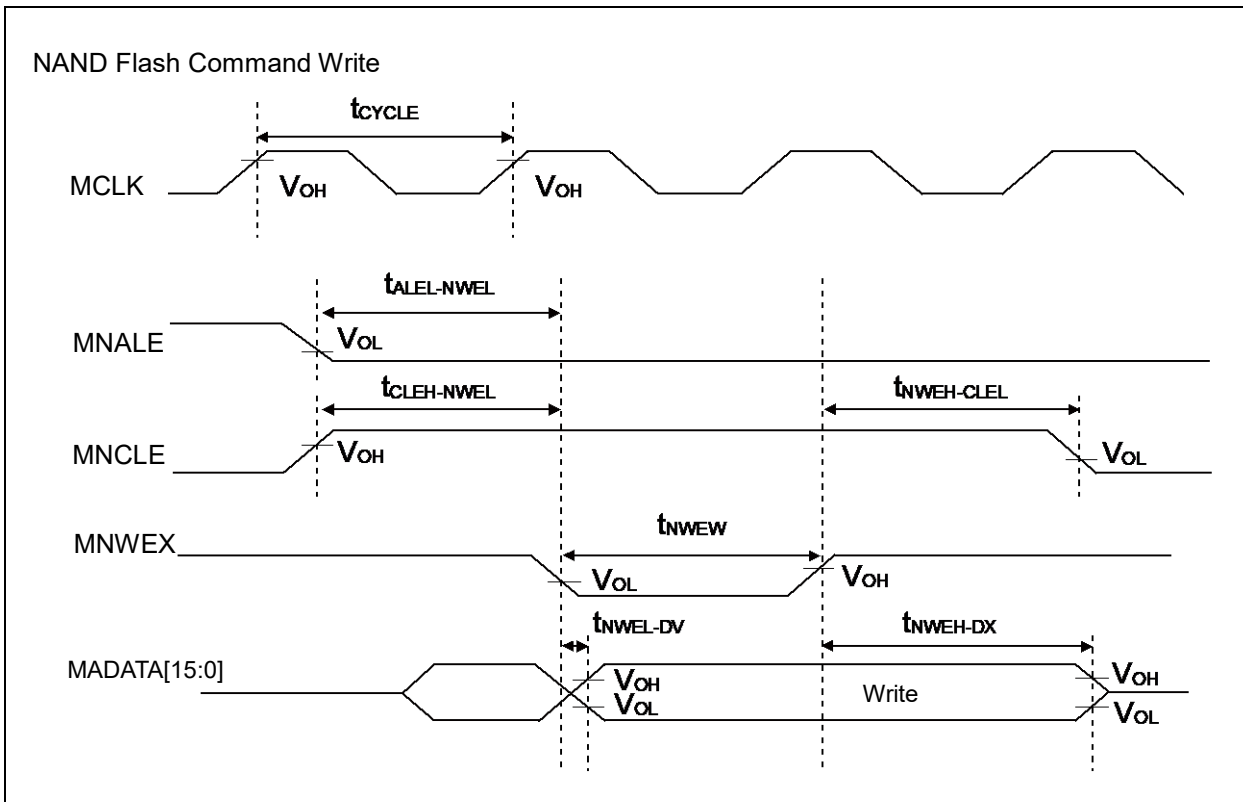 NAND Flash Command Write
tCYCLE
MCLK
VOH
VOH
tALEL-NWEL
MNALE
VOL
tCLEH-NWEL
tNWEH-CLEL
MNCLE
VOH
VOL
MNWEX
tNWEW
VOL
VOH
tNWEL-DV
tNWEH-DX
MADATA[15:0]
VOH
VOL
Write
VOH
VOL